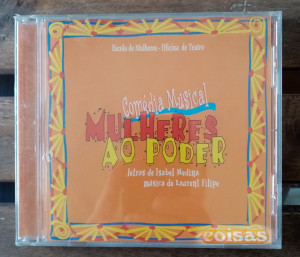 Escola de Mulheres - Oficina de Teatro
Comédia Musical
MULHERES
AO PODER
letras de Isabel Medina
música de Laurent Filipe
coisas